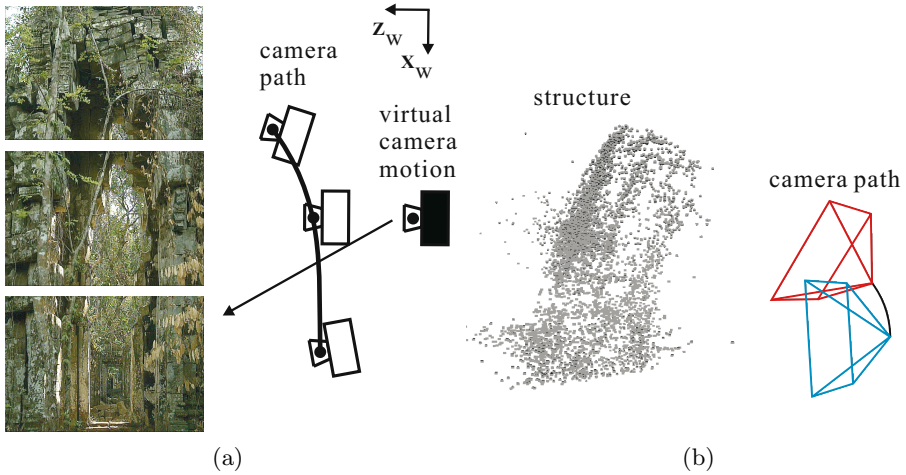 z_w
x_w
camera
path
virtual
camera
motion
structure
camera path
(a)
(b)